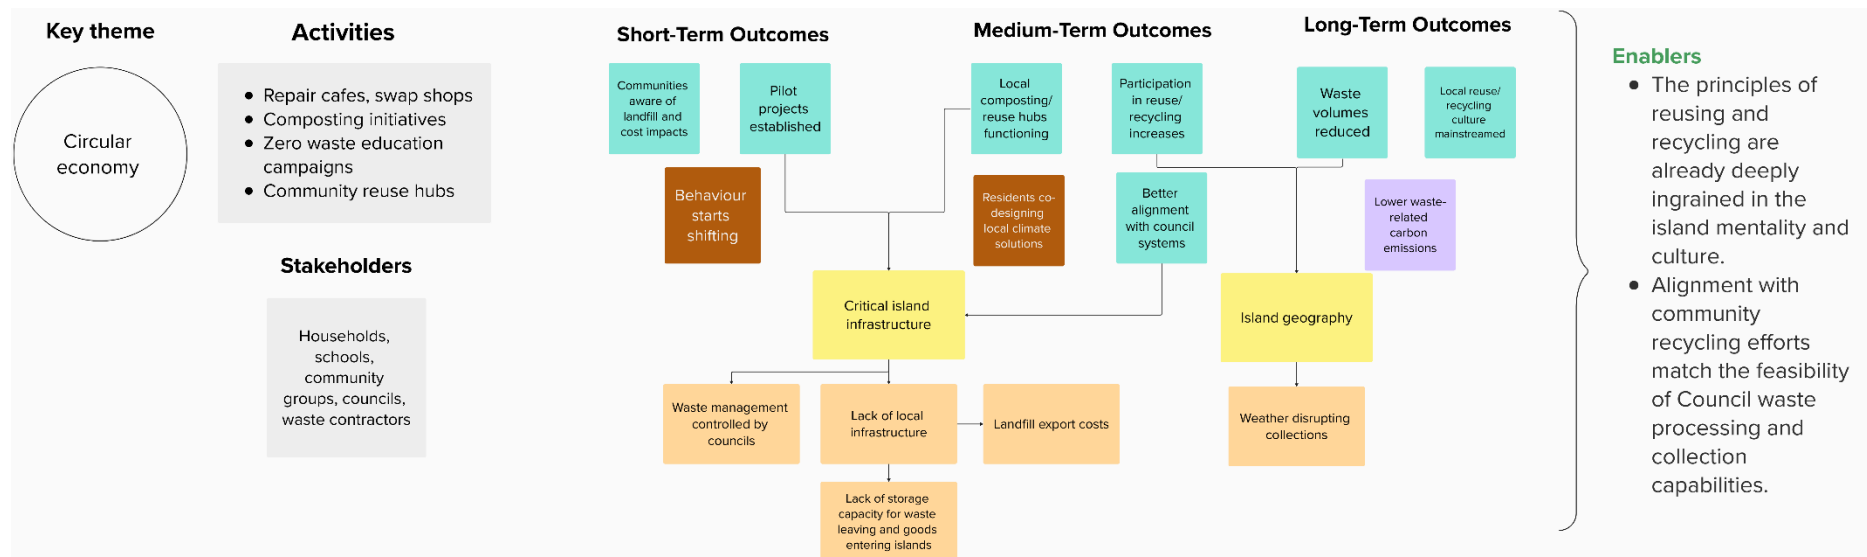 Key theme
Circular
economy
Activities
• Repair cafes, swap shops
• Composting initiatives
• Zero waste education
campaigns
• Community reuse hubs
Stakeholders
Households,
schools,
community
groups, councils,
waste contractors
Short-Term Outcomes
Communities
aware of
landfill and
cost impacts
Pilot
projects
established
Behaviour
starts
shifting
Medium-Term Outcomes
Local
composting/
reuse hubs
functioning
Participation
in reuse/
recycling
increases
Residents co-
designing
local climate
solutions
Better
alignment
with council
systems
Long-Term Outcomes
Waste
volumes
reduced
Local reuse/
recycling
culture
mainstreamed
Lower waste-
related
carbon
emissions
Critical island
infrastructure
Island geography
Waste management
controlled by
councils
Lack of local
infrastructure
Landfill export costs
Weather disrupting
collections
Lack of storage
capacity for waste
leaving and goods
entering islands
Enablers
• The principles of
reusing and
recycling are
already deeply
ingrained in the
island mentality and
culture.
• Alignment with
community
recycling efforts
match the feasibility
of Council waste
processing and
collection
capabilities.